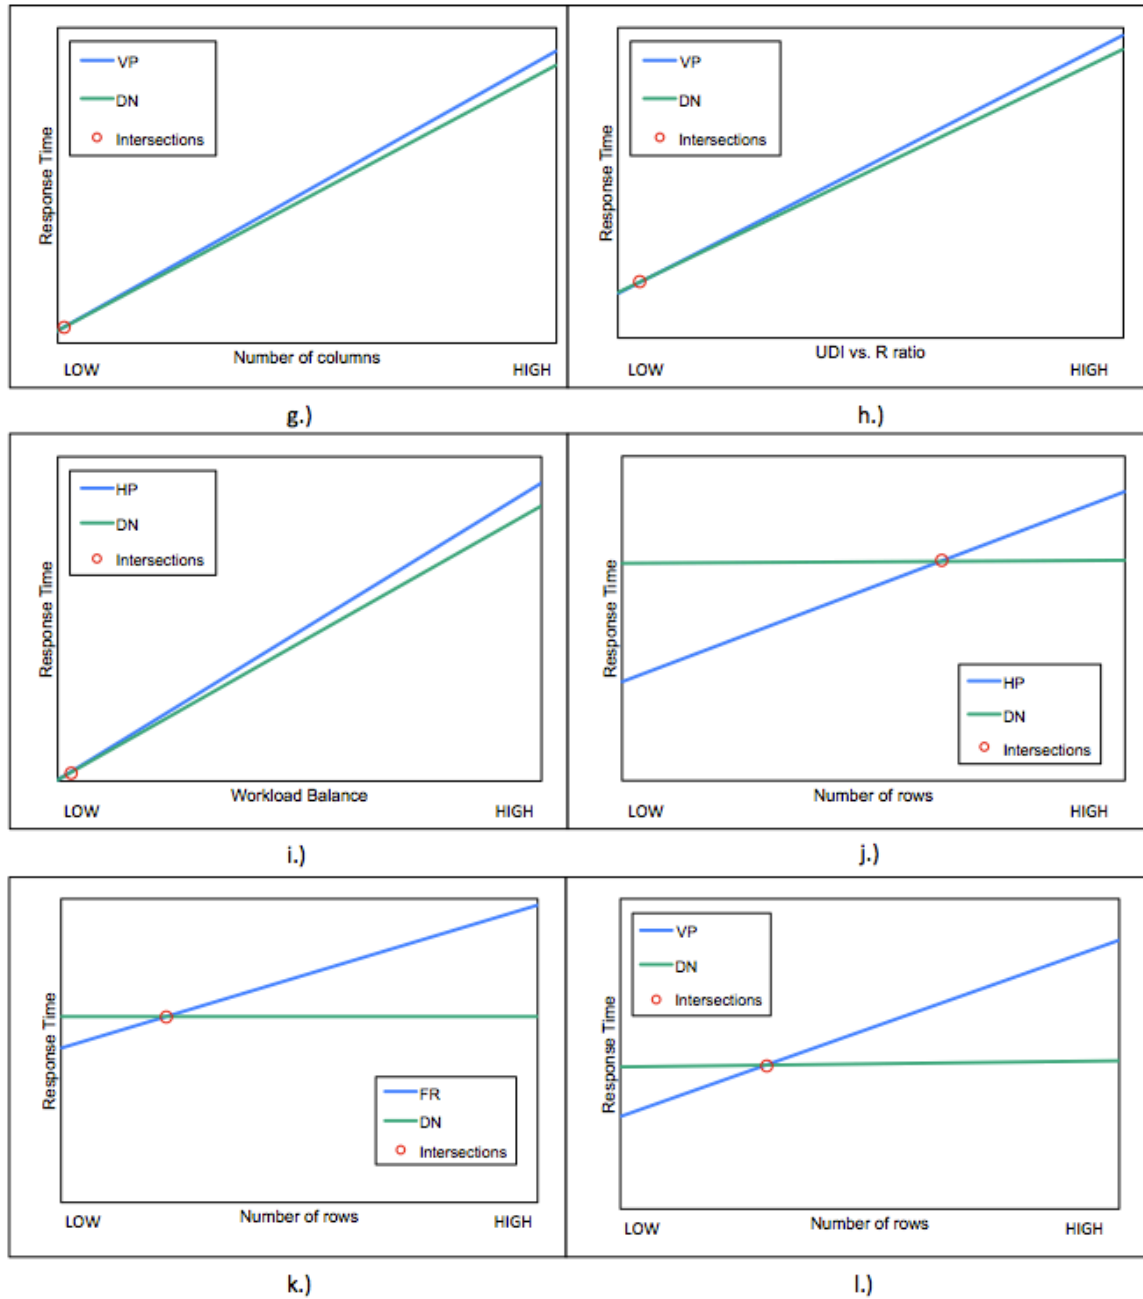 VP
DN
Intersections
Response Time
Number of columns
LOW
HIGH
g.)
VP
DN
Intersections
Response Time
UDI vs. R ratio
LOW
HIGH
h.)
HP
DN
Intersections
Response Time
Workload Balance
LOW
HIGH
i.)
Response Time
HP
DN
Intersections
Number of rows
LOW
HIGH
j.)
Response Time
FR
DN
Intersections
Number of rows
LOW
HIGH
k.)
VP
DN
Intersections
Response Time
Number of rows
LOW
HIGH
l.)